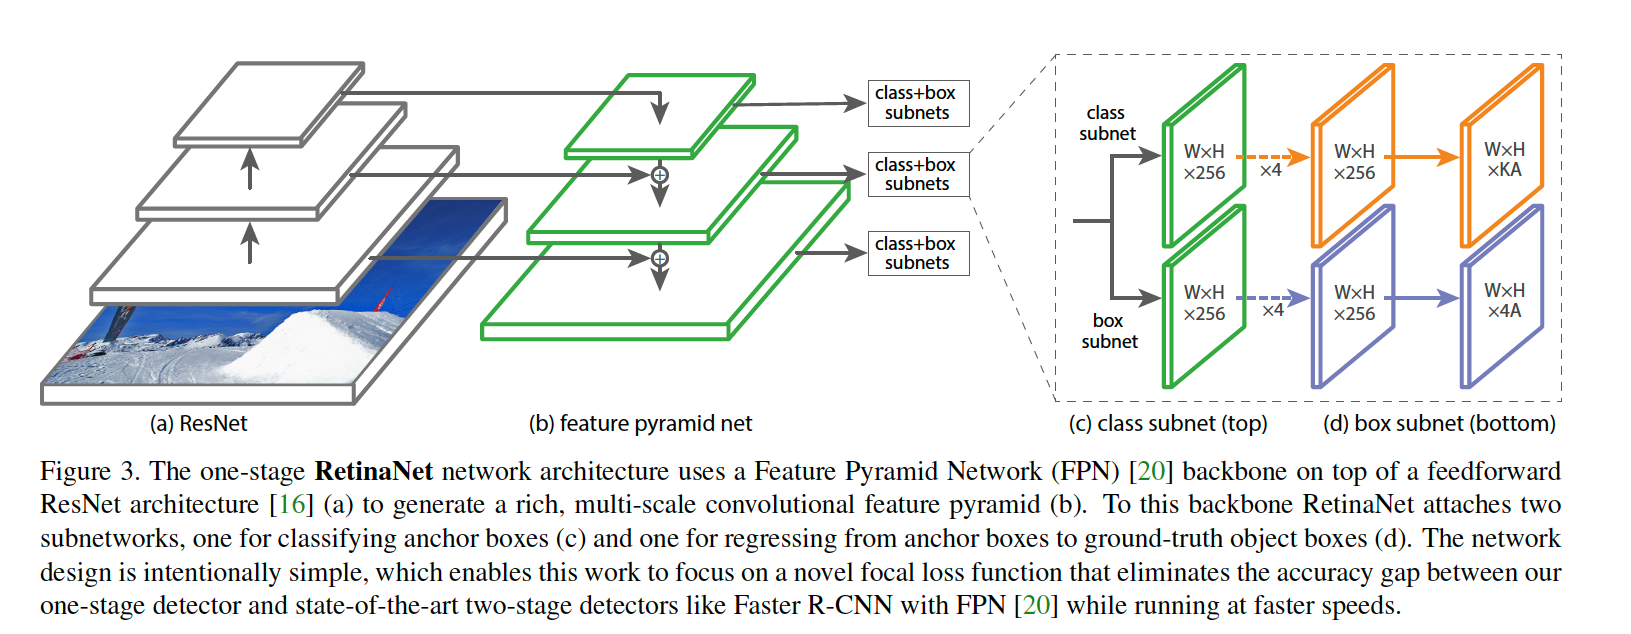 class+box
subnets
class+box
subnets
class+box
subnets
class
subnet
W×H
×256
×4
W×H
×256
W×H
×KA
box
subnet
W×H
×256
×4
W×H
×256
W×H
×4A
(a) ResNet
(b) feature pyramid net
(c) class subnet (top)
(d) box subnet (bottom)
Figure 3. The one-stage RetinaNet network architecture uses a Feature Pyramid Network (FPN) [20] backbone on top of a feedforward
ResNet architecture [16] (a) to generate a rich, multi-scale convolutional feature pyramid (b). To this backbone RetinaNet attaches two
subnetworks, one for classifying anchor boxes (c) and one for regressing from anchor boxes to ground-truth object boxes (d). The network
design is intentionally simple, which enables this work to focus on a novel focal loss function that eliminates the accuracy gap between our
one-stage detector and state-of-the-art two-stage detectors like Faster R-CNN with FPN [20] while running at faster speeds.